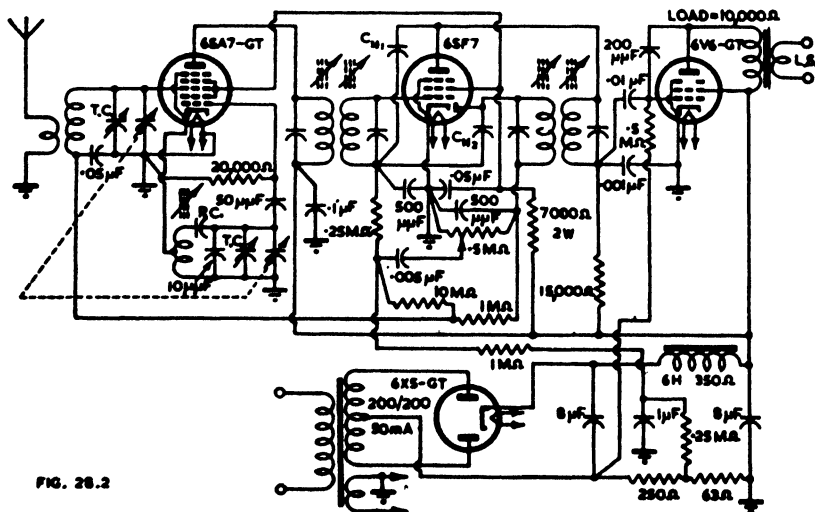 LOAD=10,000Ω
6SA7-GT
C_N1
6SF7
200 μμF
6V6-GT
L.S.
·01μF
T.C.
·5 MΩ
C_N2
·05μF
20,000Ω
·05μF
·001μF
50μμF
P.C.
·1μF
500 μμF
500 μμF
7000Ω 2W
T.C.
·25MΩ
·5MΩ
·005μF
15,000Ω
10μμF
10MΩ
1MΩ
1MΩ
6X5-GT
6H 350Ω
200/200
50mA
8μF
·1μF
8μF
·25MΩ
FIG. 28.2
250Ω
63Ω